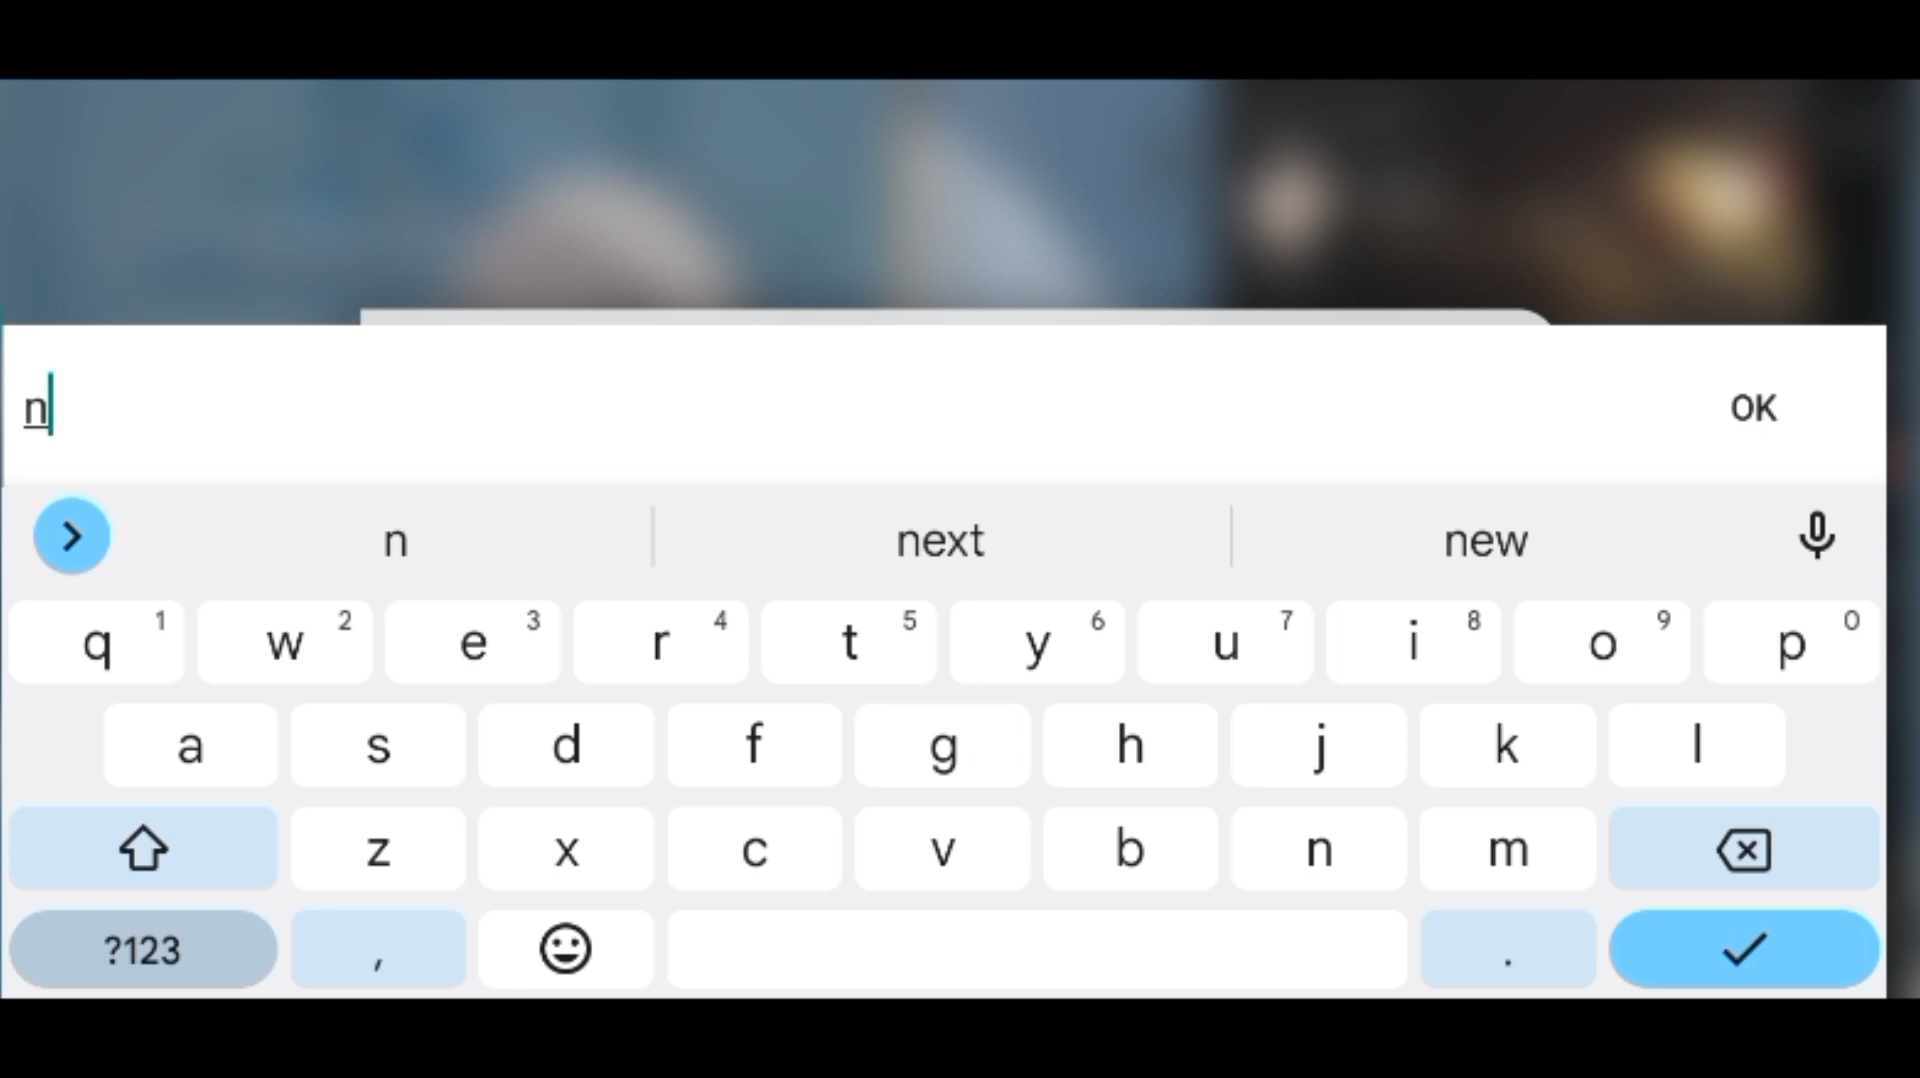 n
OK
n next new
q 1 w 2 e 3 r 4 t 5 y 6 u 7 i 8 o 9 p 0
a s d f g h j k l
z x c v b n m
?123 , .